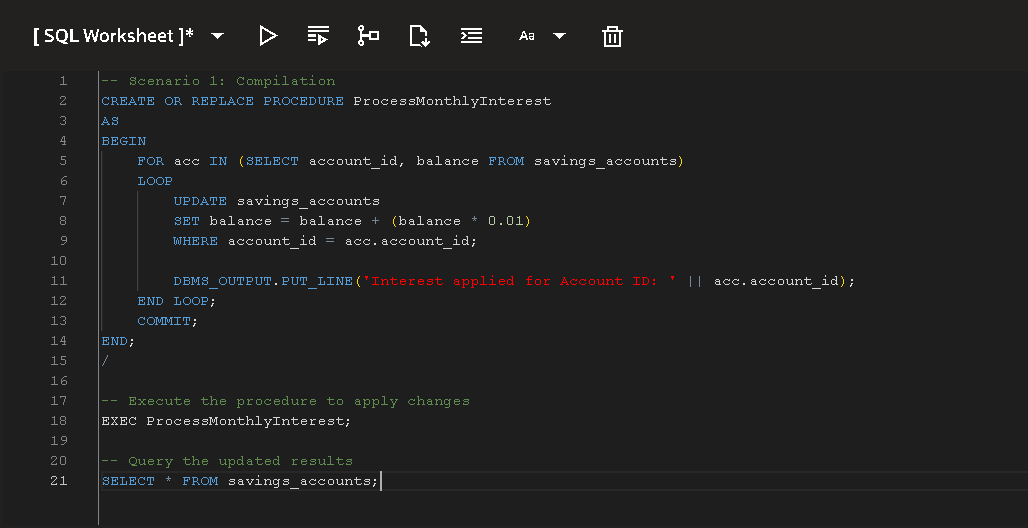 [ SQL Worksheet ]*
Aa
1 -- Scenario 1: Compilation
2 CREATE OR REPLACE PROCEDURE ProcessMonthlyInterest
3 AS
4 BEGIN
5     FOR acc IN (SELECT account_id, balance FROM savings_accounts)
6     LOOP
7         UPDATE savings_accounts
8         SET balance = balance + (balance * 0.01)
9         WHERE account_id = acc.account_id;
10
11         DBMS_OUTPUT.PUT_LINE('Interest applied for Account ID: ' || acc.account_id);
12     END LOOP;
13     COMMIT;
14 END;
15 /
16
17 -- Execute the procedure to apply changes
18 EXEC ProcessMonthlyInterest;
19
20 -- Query the updated results
21 SELECT * FROM savings_accounts;